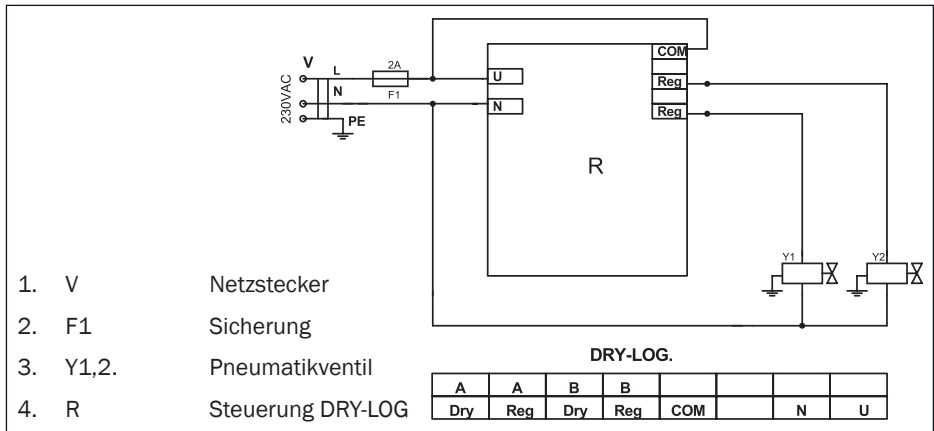 COM
V
L
2A
U
Reg
230VAC
N
F1
N
Reg
PE
R
Y1
Y2
1. V Netzstecker
2. F1 Sicherung
3. Y1,2. Pneumatikventil
4. R Steuerung DRY-LOG
DRY-LOG.
A A B B
Dry Reg Dry Reg COM N U